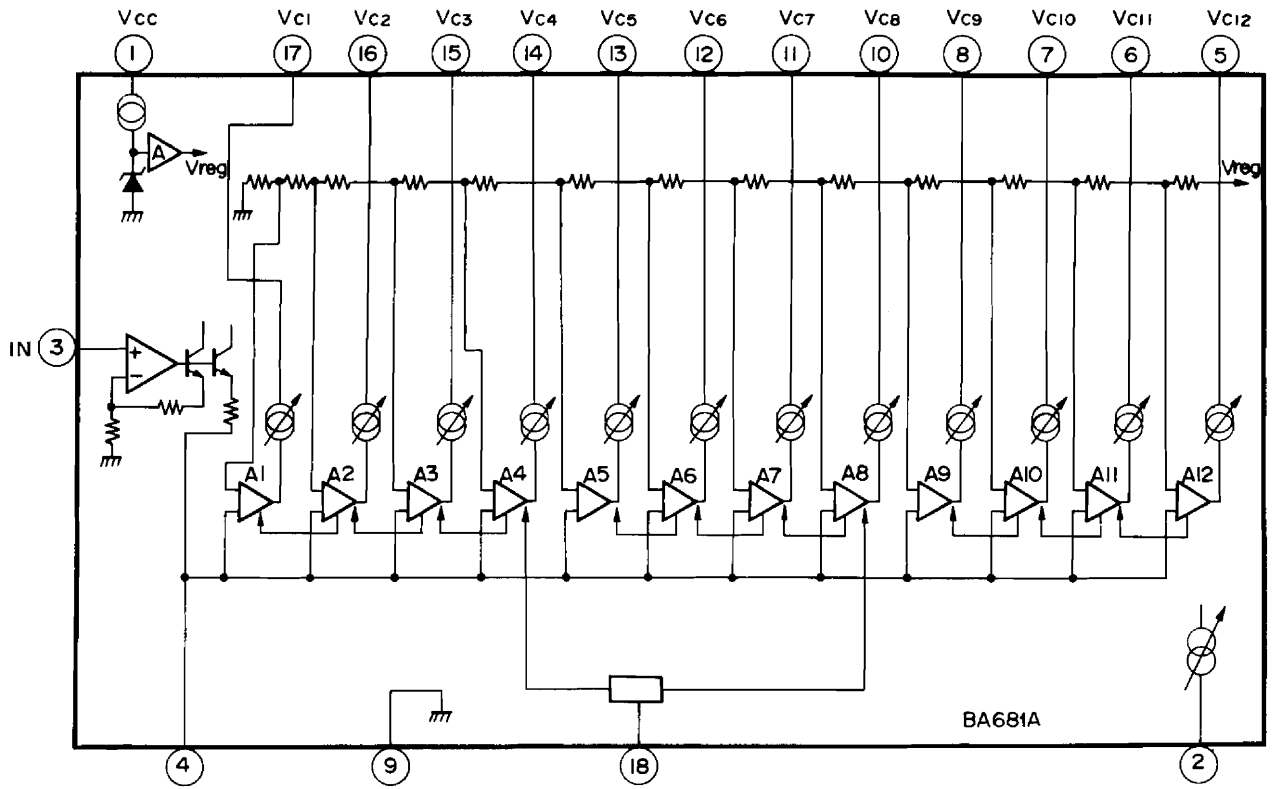 VCC VC1 VC2 VC3 VC4 VC5 VC6 VC7 VC8 VC9 VC10 VC11 VC12
1 17 16 15 14 13 12 11 10 8 7 6 5
A
Vreg
Vreg
IN 3
+
−
A1 A2 A3 A4 A5 A6 A7 A8 A9 A10 A11 A12
BA681A
4 9 18 2